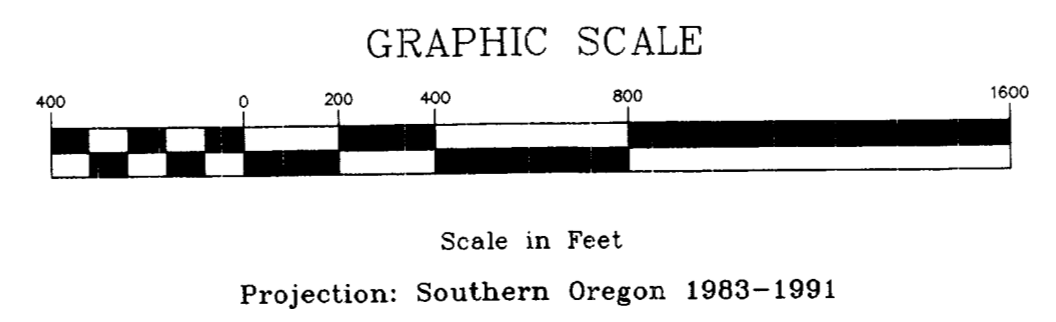 GRAPHIC SCALE
400 0 200 400 800 1600
Scale in Feet
Projection: Southern Oregon 1983-1991